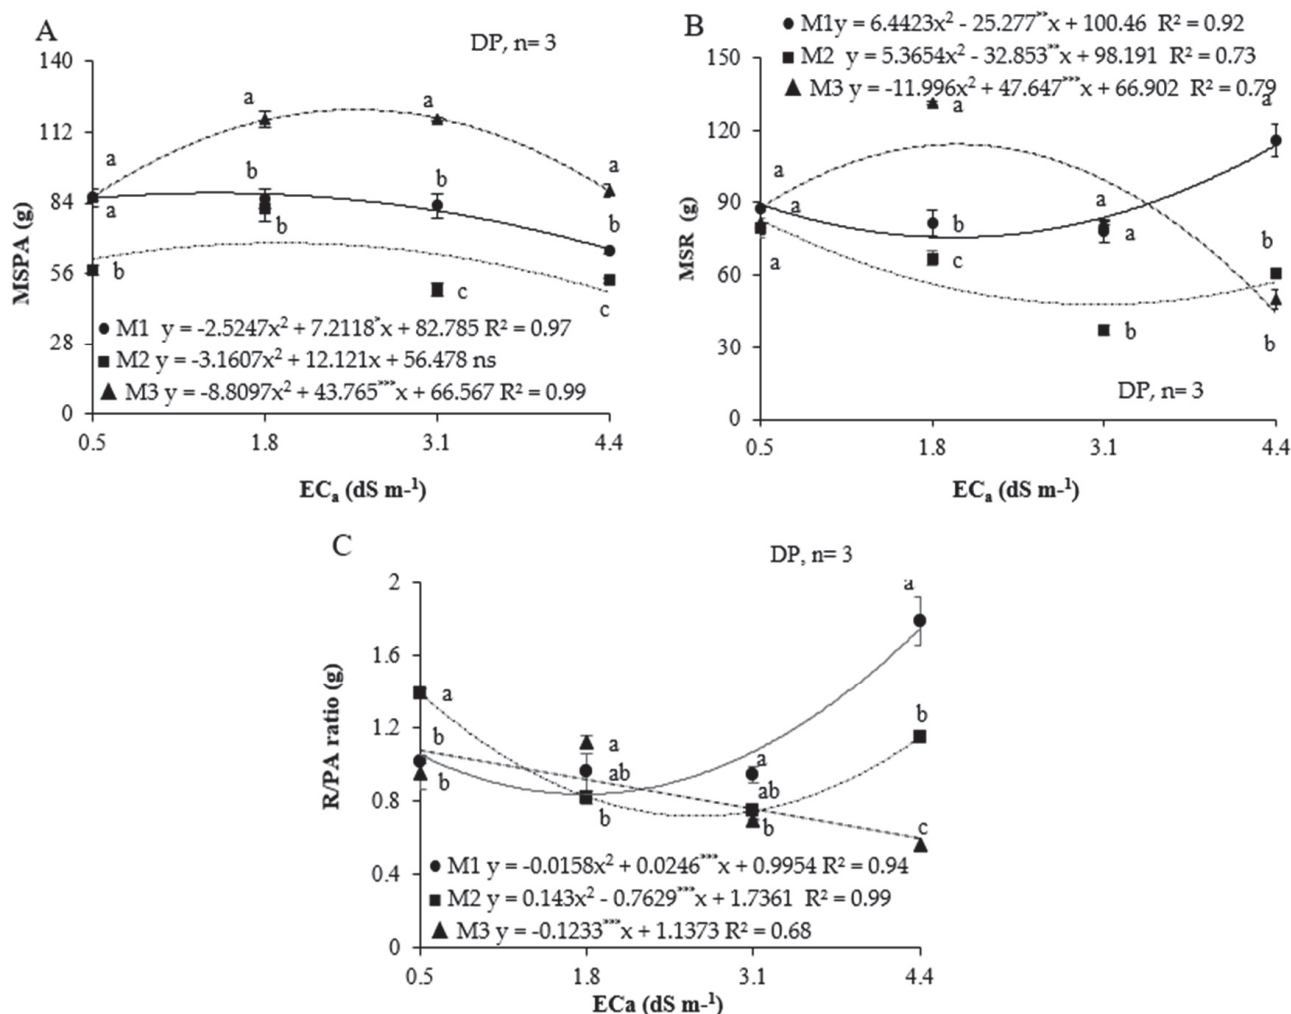 A
DP, n= 3
140
112
84
56
28
0
MSPA (g)
a
a
a
a
a
b
b
b
b
b
c
c
● M1 y = -2.5247x² + 7.2118*x + 82.785 R² = 0.97
■ M2 y = -3.1607x² + 12.121x + 56.478 ns
▲ M3 y = -8.8097x² + 43.765***x + 66.567 R² = 0.99
0.5 1.8 3.1 4.4
ECa (dS m-¹)
B
● M1y = 6.4423x² - 25.277**x + 100.46 R² = 0.92
■ M2 y = 5.3654x² - 32.853**x + 98.191 R² = 0.73
▲ M3 y = -11.996x² + 47.647***x + 66.902 R² = 0.79
150
120
90
60
30
0
MSR (g)
a
a
a
a
a
a
a
b
b
b
b
c
DP, n= 3
0.5 1.8 3.1 4.4
ECa (dS m-¹)
C
DP, n= 3
2
1.6
1.2
0.8
0.4
0
R/PA ratio (g)
a
a
b
b
a
ab
b
a
ab
b
b
c
● M1 y = -0.0158x² + 0.0246***x + 0.9954 R² = 0.94
■ M2 y = 0.143x² - 0.7629***x + 1.7361 R² = 0.99
▲ M3 y = -0.1233***x + 1.1373 R² = 0.68
0.5 1.8 3.1 4.4
ECa (dS m-¹)